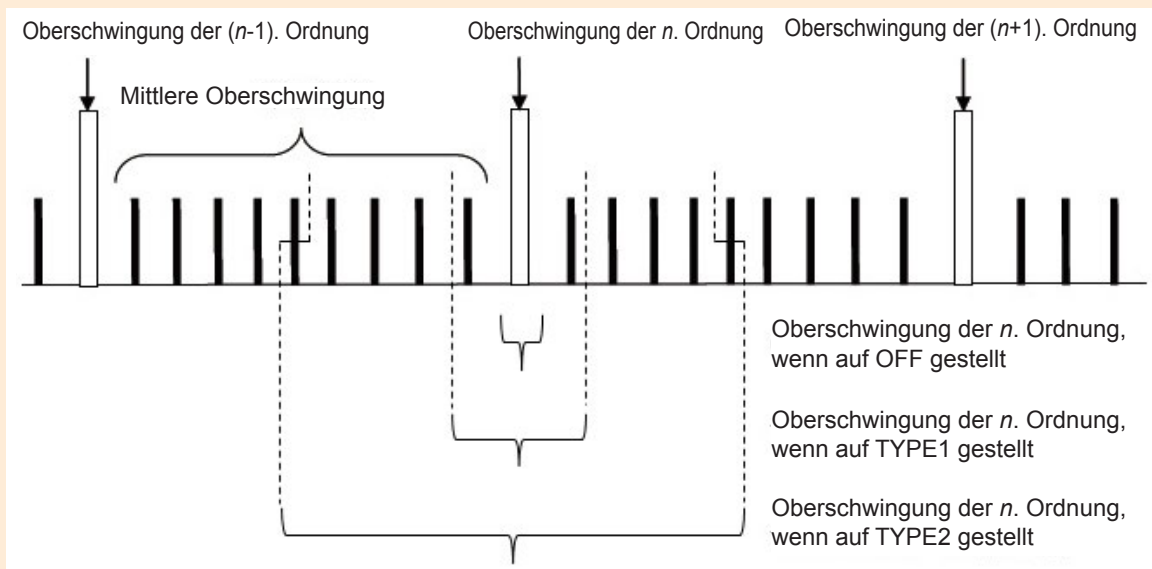 Oberschwingung der (n-1). Ordnung
Oberschwingung der n. Ordnung
Oberschwingung der (n+1). Ordnung
Mittlere Oberschwingung
Oberschwingung der n. Ordnung,
wenn auf OFF gestellt
Oberschwingung der n. Ordnung,
wenn auf TYPE1 gestellt
Oberschwingung der n. Ordnung,
wenn auf TYPE2 gestellt